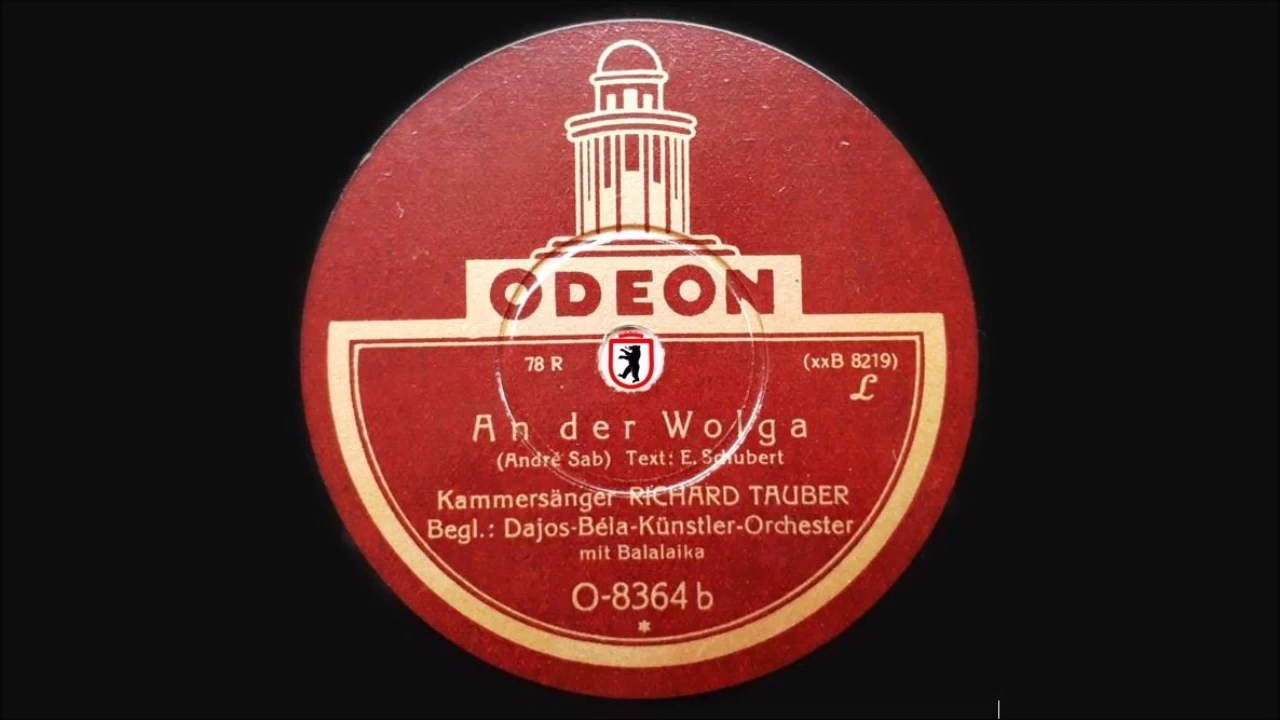 ODEON
78 R (xxB 8219)
L
An der Wolga
(André Sab) Text: E. Schubert
Kammersänger RICHARD TAUBER
Begl.: Dajos-Béla-Künstler-Orchester
mit Balalaika
O-8364 b